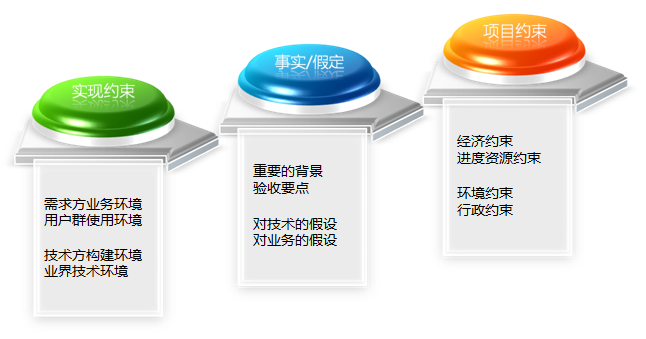 实现约束
需求方业务环境
用户群使用环境
技术方构建环境
业界技术环境
事实/假定
重要的背景
验收要点
对技术的假设
对业务的假设
项目约束
经济约束
进度资源约束
环境约束
行政约束